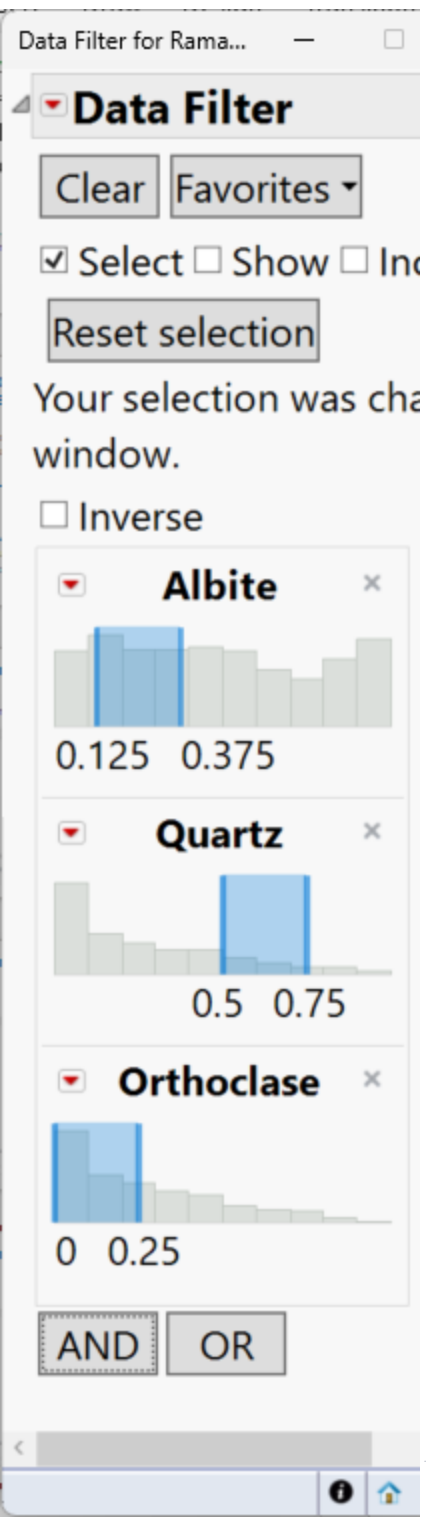 Data Filter for Rama...
Data Filter
Clear Favorites
Select Show
Reset selection
Your selection was
window.
Inverse
Albite
0.125 0.375
Quartz
0.5 0.75
Orthoclase
0 0.25
AND OR